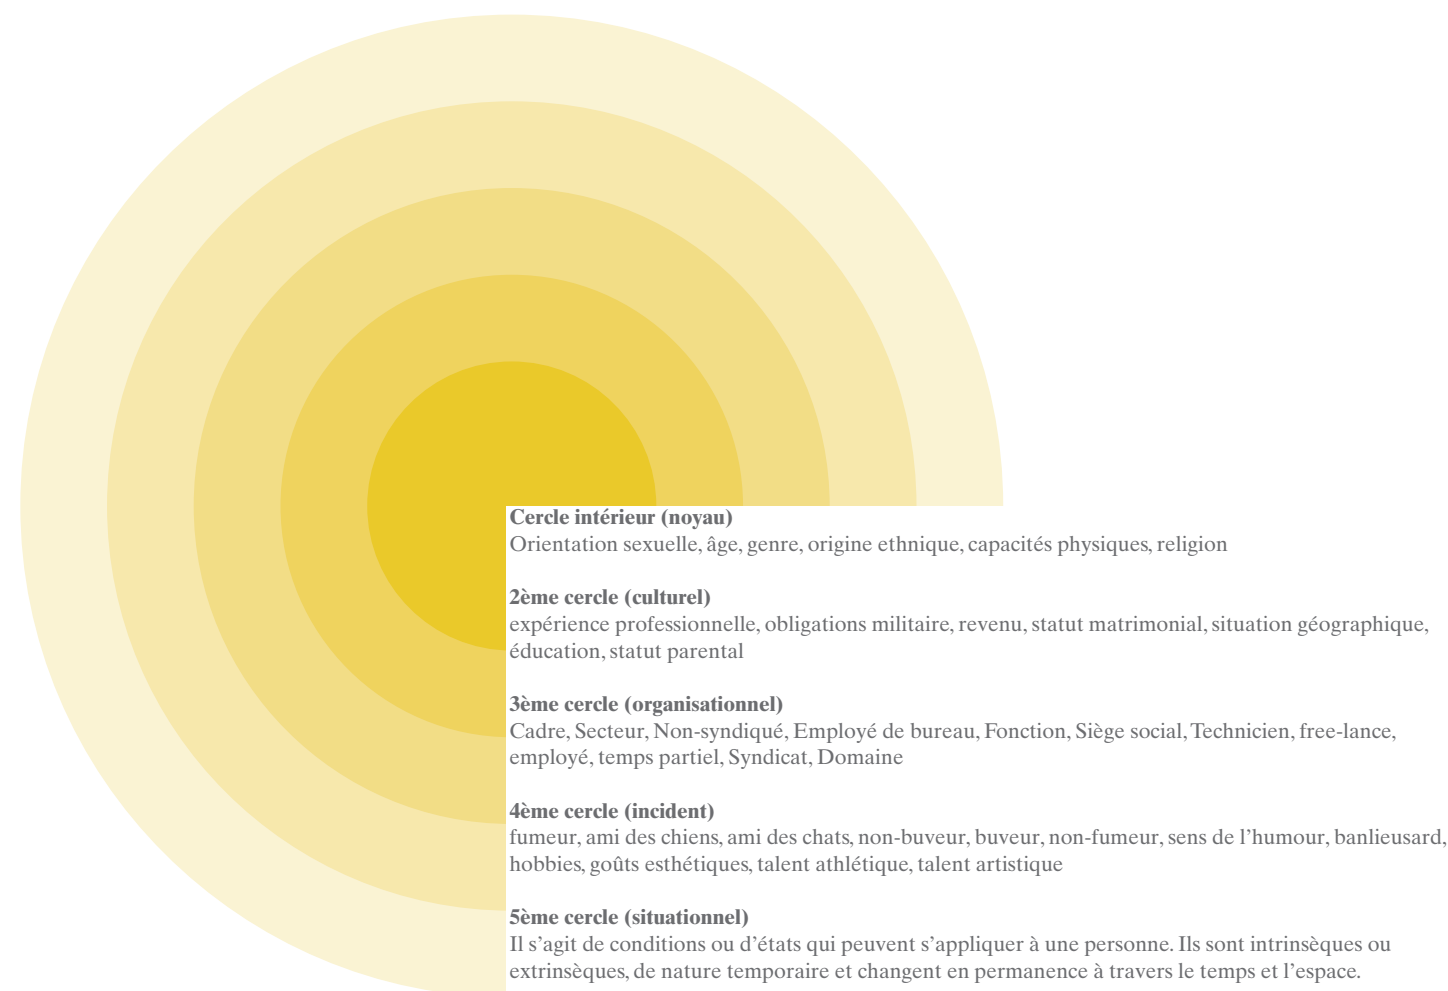 Cercle intérieur (noyau)
Orientation sexuelle, âge, genre, origine ethnique, capacités physiques, religion
2ème cercle (culturel)
expérience professionnelle, obligations militaire, revenu, statut matrimonial, situation géographique,
éducation, statut parental
3ème cercle (organisationnel)
Cadre, Secteur, Non-syndiqué, Employé de bureau, Fonction, Siège social, Technicien, free-lance,
employé, temps partiel, Syndicat, Domaine
4ème cercle (incident)
fumeur, ami des chiens, ami des chats, non-buveur, buveur, non-fumeur, sens de l’humour, banlieusard,
hobbies, goûts esthétiques, talent athlétique, talent artistique
5ème cercle (situationnel)
Il s’agit de conditions ou d’états qui peuvent s’appliquer à une personne. Ils sont intrinsèques ou
extrinsèques, de nature temporaire et changent en permanence à travers le temps et l’espace.